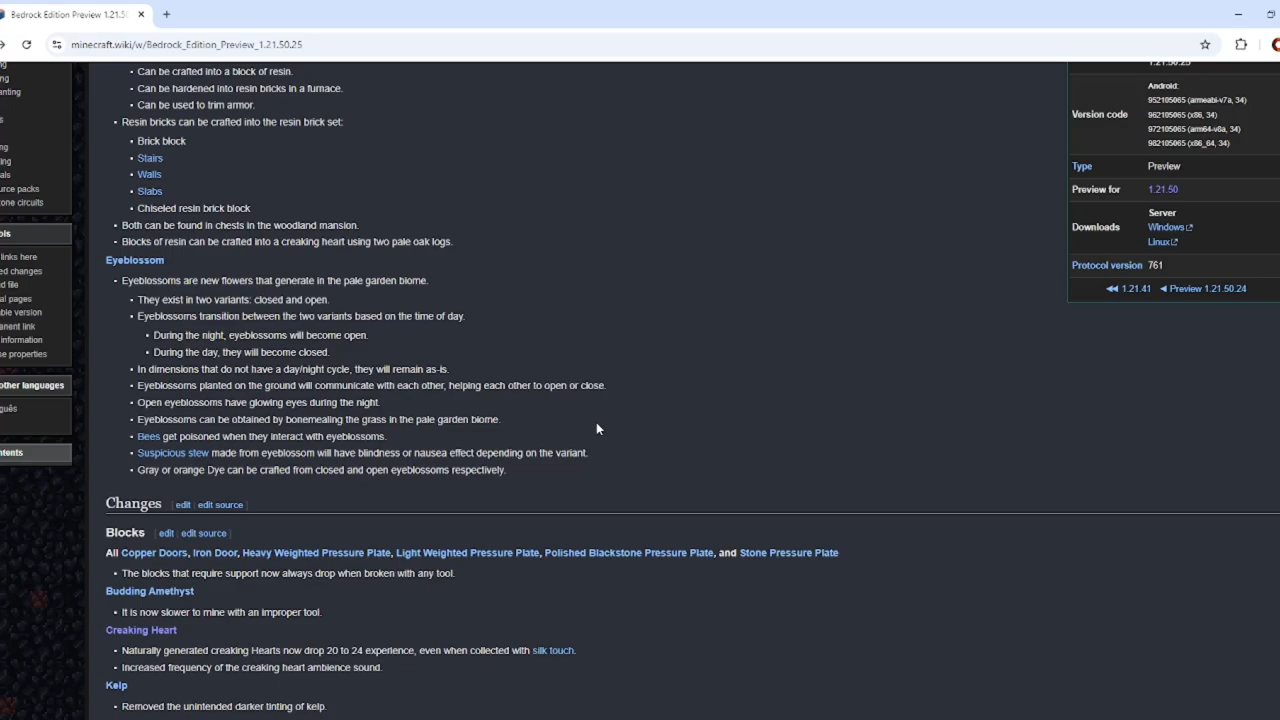 Bedrock Edition Preview 1.21.50
minecraft.wiki/w/Bedrock_Edition_Preview_1.21.50.25
Can be crafted into a block of resin.
Can be hardened into resin bricks in a furnace.
Can be used to trim armor.
Resin bricks can be crafted into the resin brick set:
Brick block
Stairs
Walls
Slabs
Chiseled resin brick block
Both can be found in chests in the woodland mansion.
Blocks of resin can be crafted into a creaking heart using two pale oak logs.
Eyeblossom
Eyeblossoms are new flowers that generate in the pale garden biome.
They exist in two variants: closed and open.
Eyeblossoms transition between the two variants based on the time of day.
During the night, eyeblossoms will become open.
During the day, they will become closed.
In dimensions that do not have a day/night cycle, they will remain as-is.
Eyeblossoms planted on the ground will communicate with each other, helping each other to open or close.
Open eyeblossoms have glowing eyes during the night.
Eyeblossoms can be obtained by bonemealing the grass in the pale garden biome.
Bees get poisoned when they interact with eyeblossoms.
Suspicious stew made from eyeblossom will have blindness or nausea effect depending on the variant.
Gray or orange Dye can be crafted from closed and open eyeblossoms respectively.
Changes [ edit | edit source ]
Blocks [ edit | edit source ]
All Copper Doors, Iron Door, Heavy Weighted Pressure Plate, Light Weighted Pressure Plate, Polished Blackstone Pressure Plate, and Stone Pressure Plate
The blocks that require support now always drop when broken with any tool.
Budding Amethyst
It is now slower to mine with an improper tool.
Creaking Heart
Naturally generated creaking Hearts now drop 20 to 24 experience, even when collected with silk touch.
Increased frequency of the creaking heart ambience sound.
Kelp
Removed the unintended darker tinting of kelp.
1.21.50.25
Version code
Android:
952105065 (armeabi-v7a, 34)
962105065 (x86, 34)
972105065 (arm64-v8a, 34)
982105065 (x86_64, 34)
Type Preview
Preview for 1.21.50
Downloads
Server
Windows
Linux
Protocol version 761
◄◄ 1.21.41 ◄ Preview 1.21.50.24
links here
ed changes
d file
al pages
able version
anent link
information
se properties
other languages
guês
ntents
ource packs
one circuits
anting